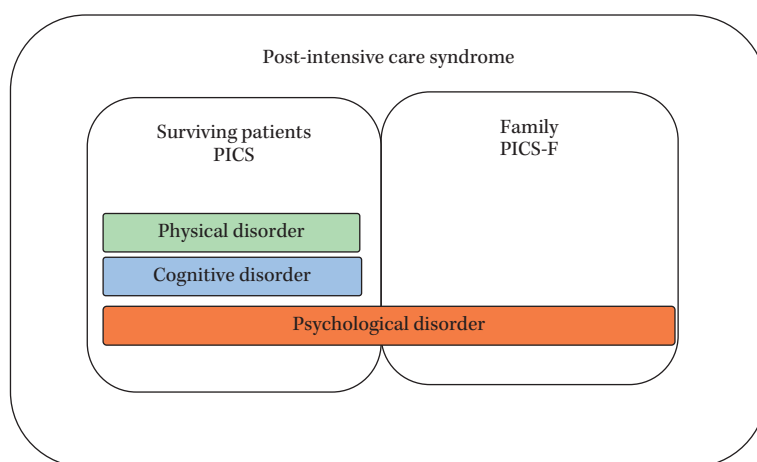 Post-intensive care syndrome
Surviving patients
PICS
Family
PICS-F
Physical disorder
Cognitive disorder
Psychological disorder